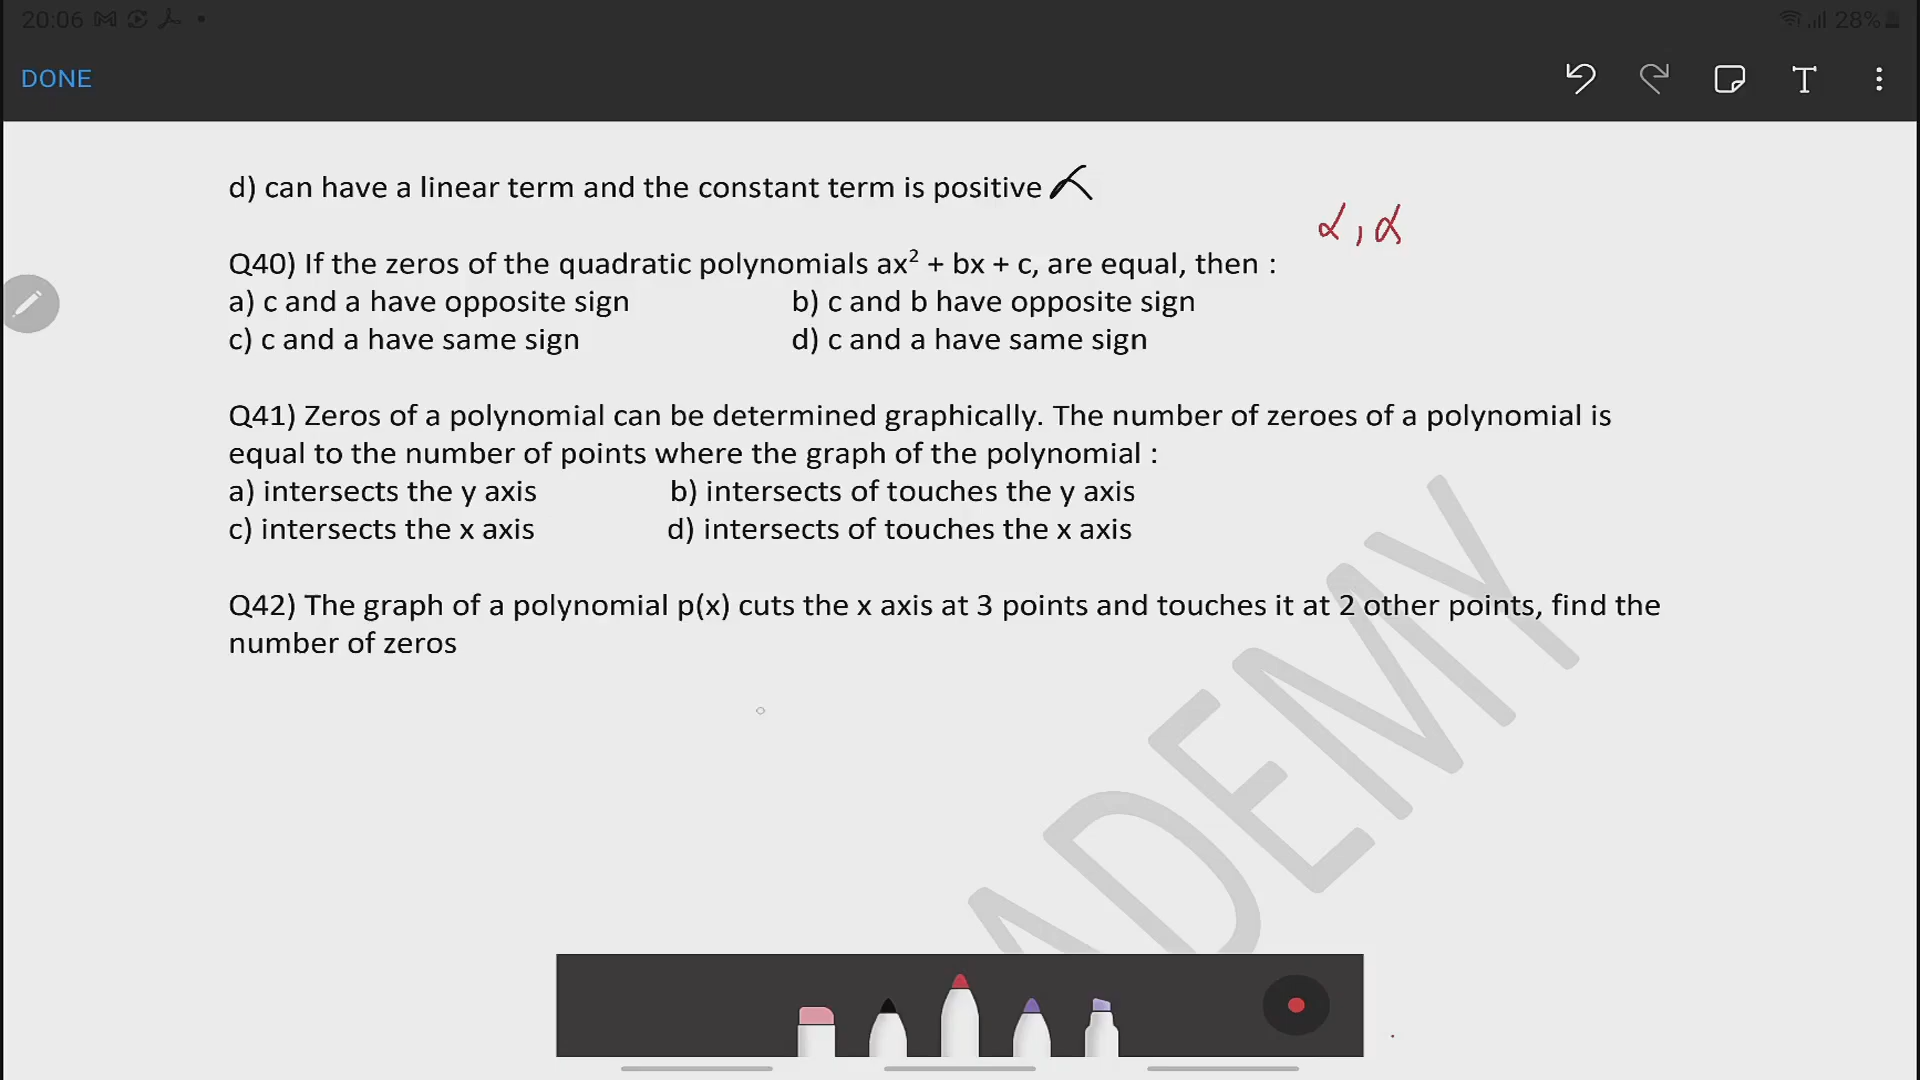 20:06
28%
DONE
d) can have a linear term and the constant term is positive
α, α
Q40) If the zeros of the quadratic polynomials ax² + bx + c, are equal, then :
a) c and a have opposite sign b) c and b have opposite sign
c) c and a have same sign d) c and a have same sign
Q41) Zeros of a polynomial can be determined graphically. The number of zeroes of a polynomial is
equal to the number of points where the graph of the polynomial :
a) intersects the y axis b) intersects of touches the y axis
c) intersects the x axis d) intersects of touches the x axis
Q42) The graph of a polynomial p(x) cuts the x axis at 3 points and touches it at 2 other points, find the
number of zeros
ADEMY